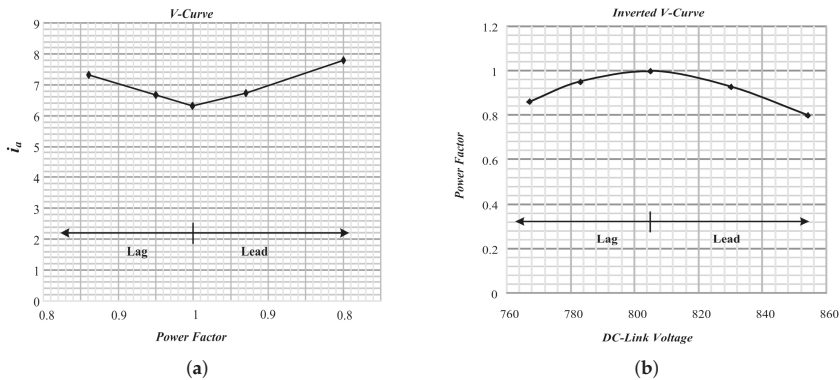 V-Curve
9
8
7
6
5
4
3
2
1
0
i_a
Lag
Lead
0.8
0.9
1
0.9
0.8
Power Factor
(a)
Inverted V-Curve
1.2
1
0.8
0.6
0.4
0.2
0
Power Factor
Lag
Lead
760
780
800
820
840
860
DC-Link Voltage
(b)